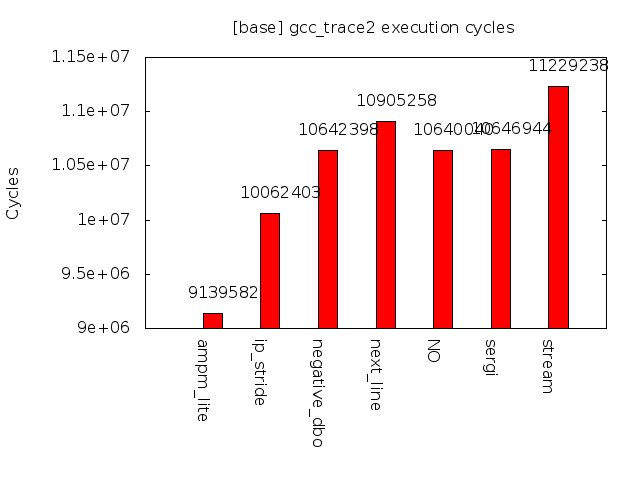 [base] gcc_trace2 execution cycles
1.15e+07
1.1e+07
1.05e+07
1e+07
9.5e+06
9e+06
Cycles
9139582
10062403
10642398
10905258
10640040
10646944
11229238
ampm_lite
ip_stride
negative_dbo
next_line
NO
sergi
stream